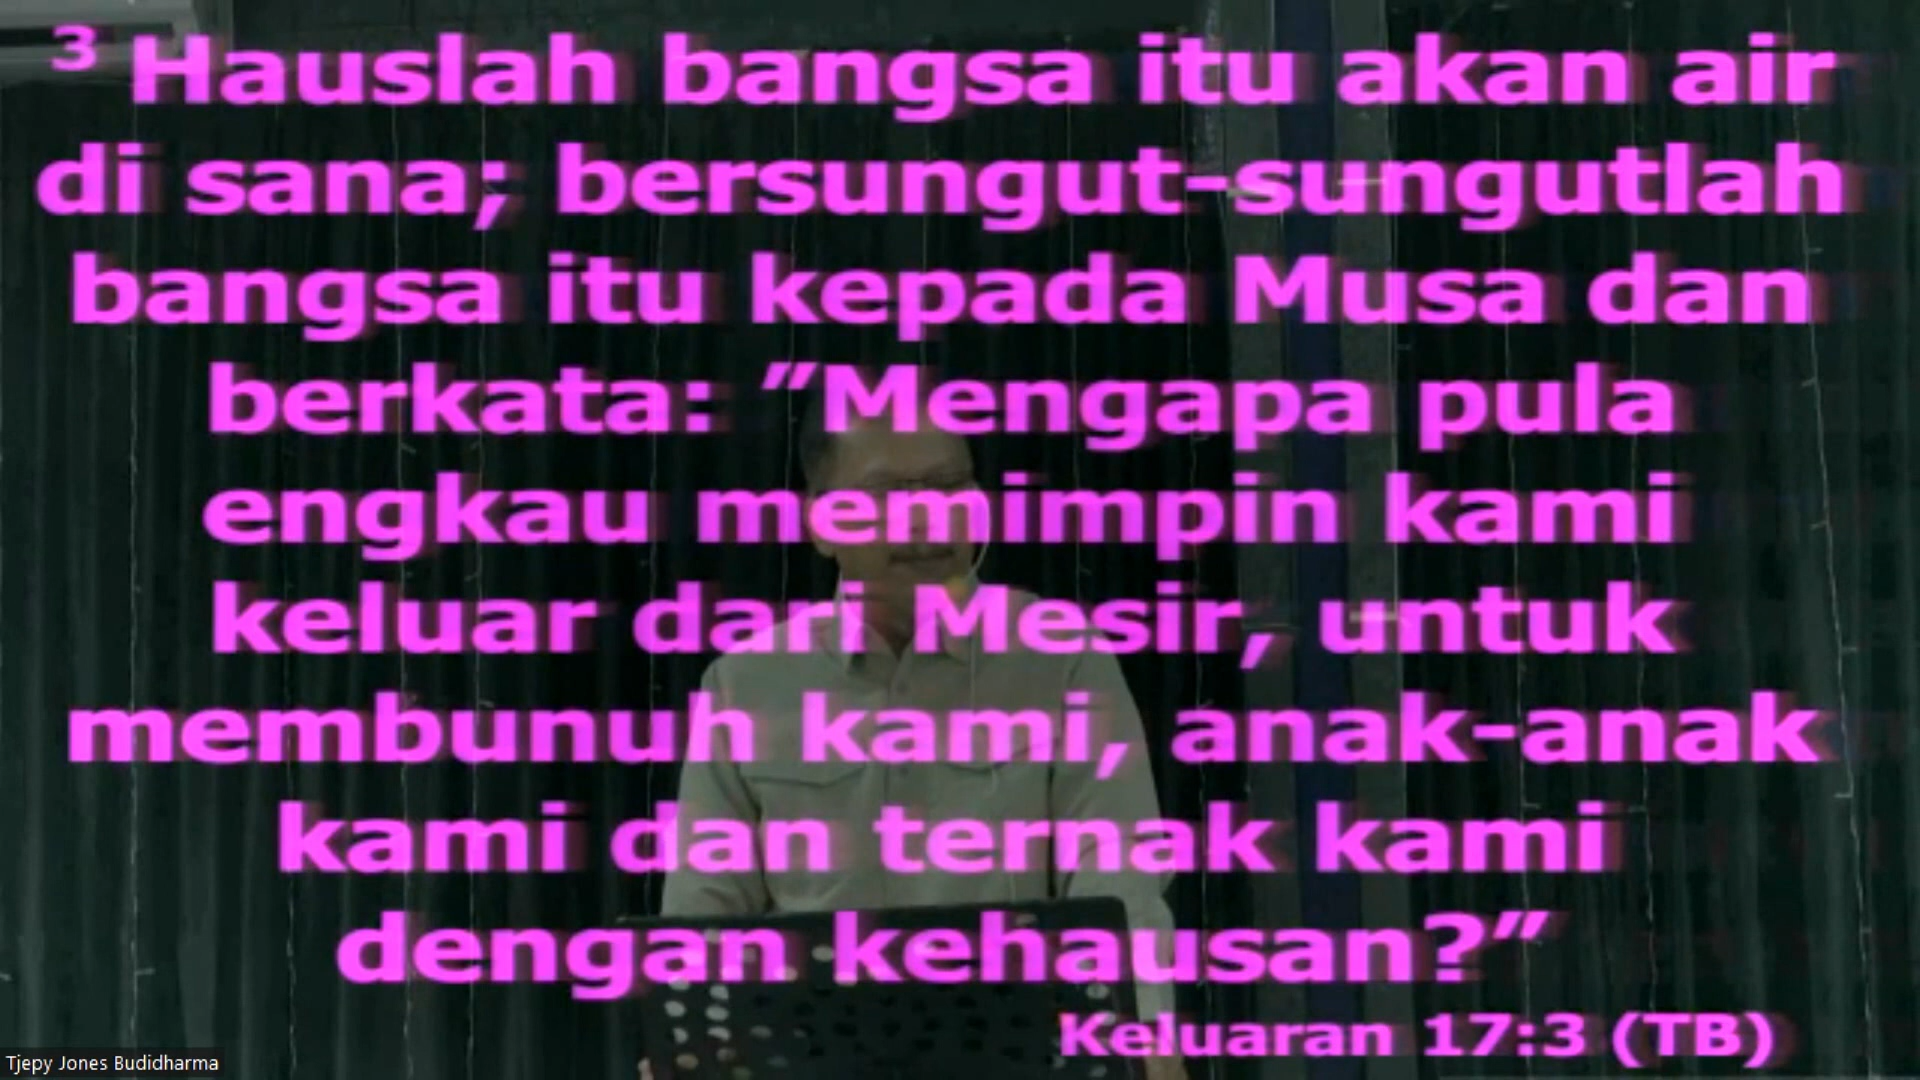 3 Hauslah bangsa itu akan air
di sana; bersungut-sungutlah
bangsa itu kepada Musa dan
berkata: ”Mengapa pula
engkau memimpin kami
keluar dari Mesir, untuk
membunuh kami, anak-anak
kami dan ternak kami
dengan kehausan?”
Keluaran 17:3 (TB)
Tjepy Jones Budidharma